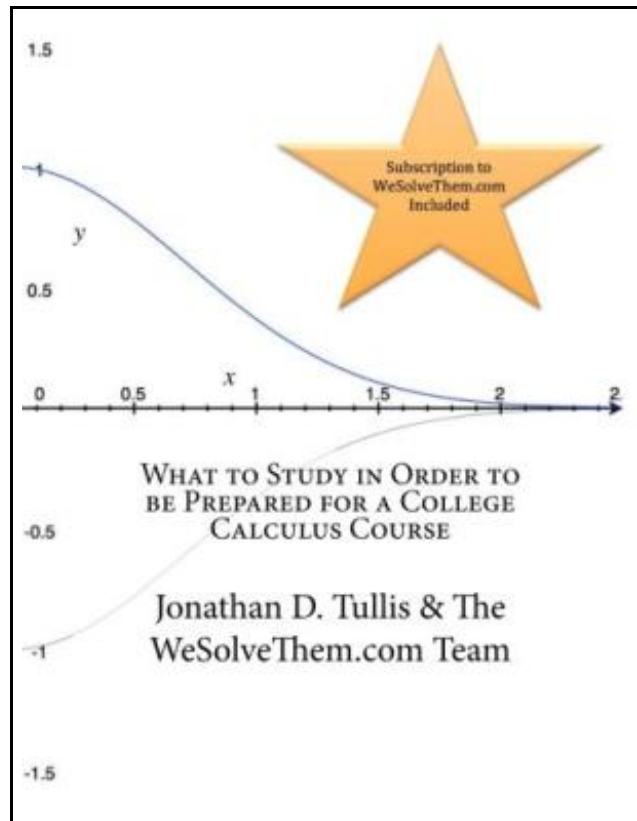 1.5
Subscription to
WeSolveThem.com
Included
1
y
0.5
x
0 0.5 1 1.5 2 2.
WHAT TO STUDY IN ORDER TO
BE PREPARED FOR A COLLEGE
CALCULUS COURSE
-0.5
Jonathan D. Tullis & The
WeSolveThem.com Team
-1
-1.5